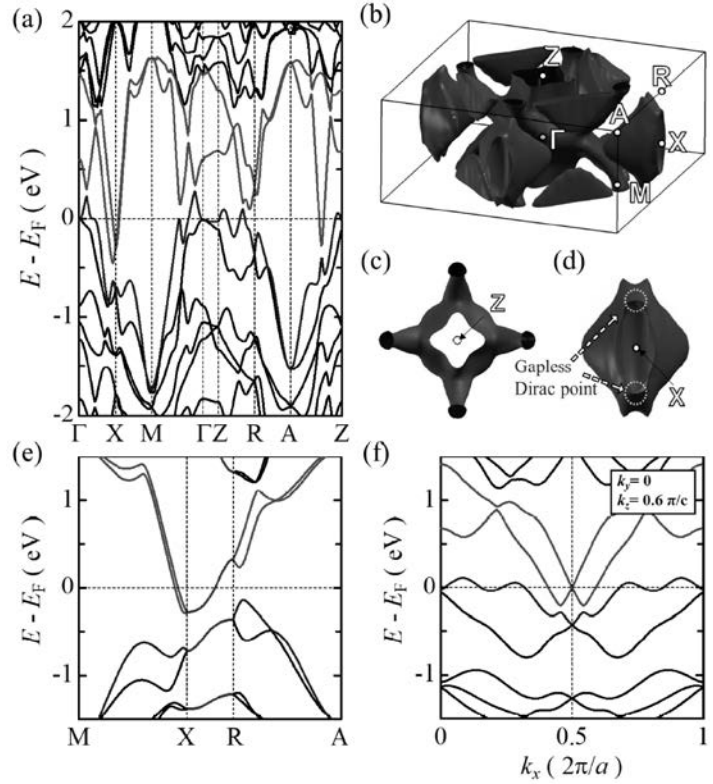 (a)
2
1
0
-1
-2
E - E_F ( eV )
Γ X M Γ Z R A Z
(b)
Z
R
A
Γ
X
M
(c)
Z
(d)
Gapless
Dirac point
X
(e)
1
0
-1
E - E_F ( eV )
M X R A
(f)
k_y = 0
k_z = 0.6 π/c
1
0
-1
E - E_F ( eV )
0 0.5 1
k_x ( 2π/a )